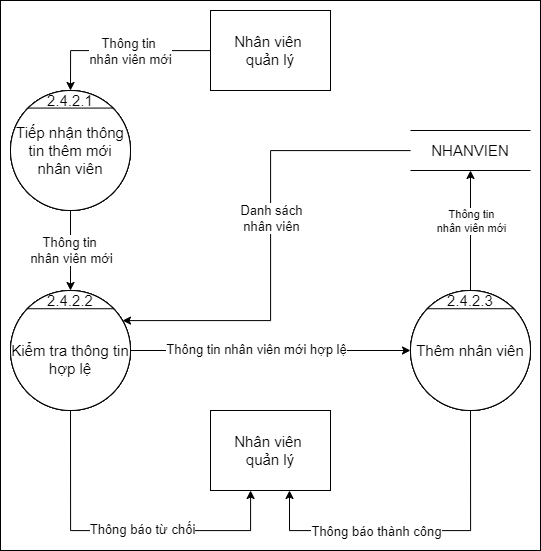 Thông tin
nhân viên mới
Nhân viên
quản lý
2.4.2.1
Tiếp nhận thông
tin thêm mới
nhân viên
NHANVIEN
Danh sách
nhân viên
Thông tin
nhân viên mới
Thông tin
nhân viên mới
2.4.2.2
Kiểm tra thông tin
hợp lệ
Thông tin nhân viên mới hợp lệ
2.4.2.3
Thêm nhân viên
Nhân viên
quản lý
Thông báo từ chối
Thông báo thành công